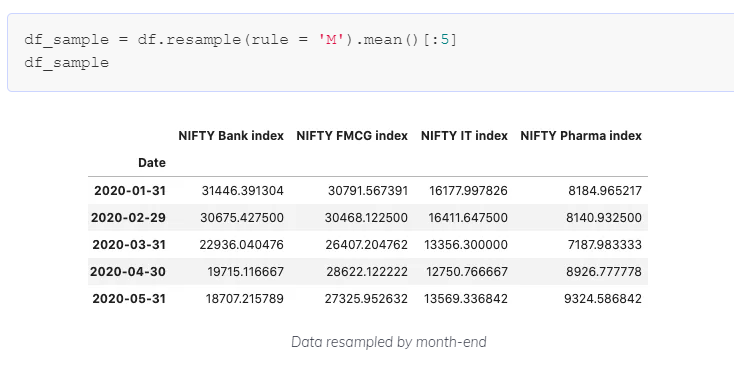 df_sample = df.resample(rule = 'M').mean()[:5]
df_sample
NIFTY Bank index NIFTY FMCG index NIFTY IT index NIFTY Pharma index
Date
2020-01-31 31446.391304 30791.567391 16177.997826 8184.965217
2020-02-29 30675.427500 30468.122500 16411.647500 8140.932500
2020-03-31 22936.040476 26407.204762 13356.300000 7187.983333
2020-04-30 19715.116667 28622.122222 12750.766667 8926.777778
2020-05-31 18707.215789 27325.952632 13569.336842 9324.586842
Data resampled by month-end